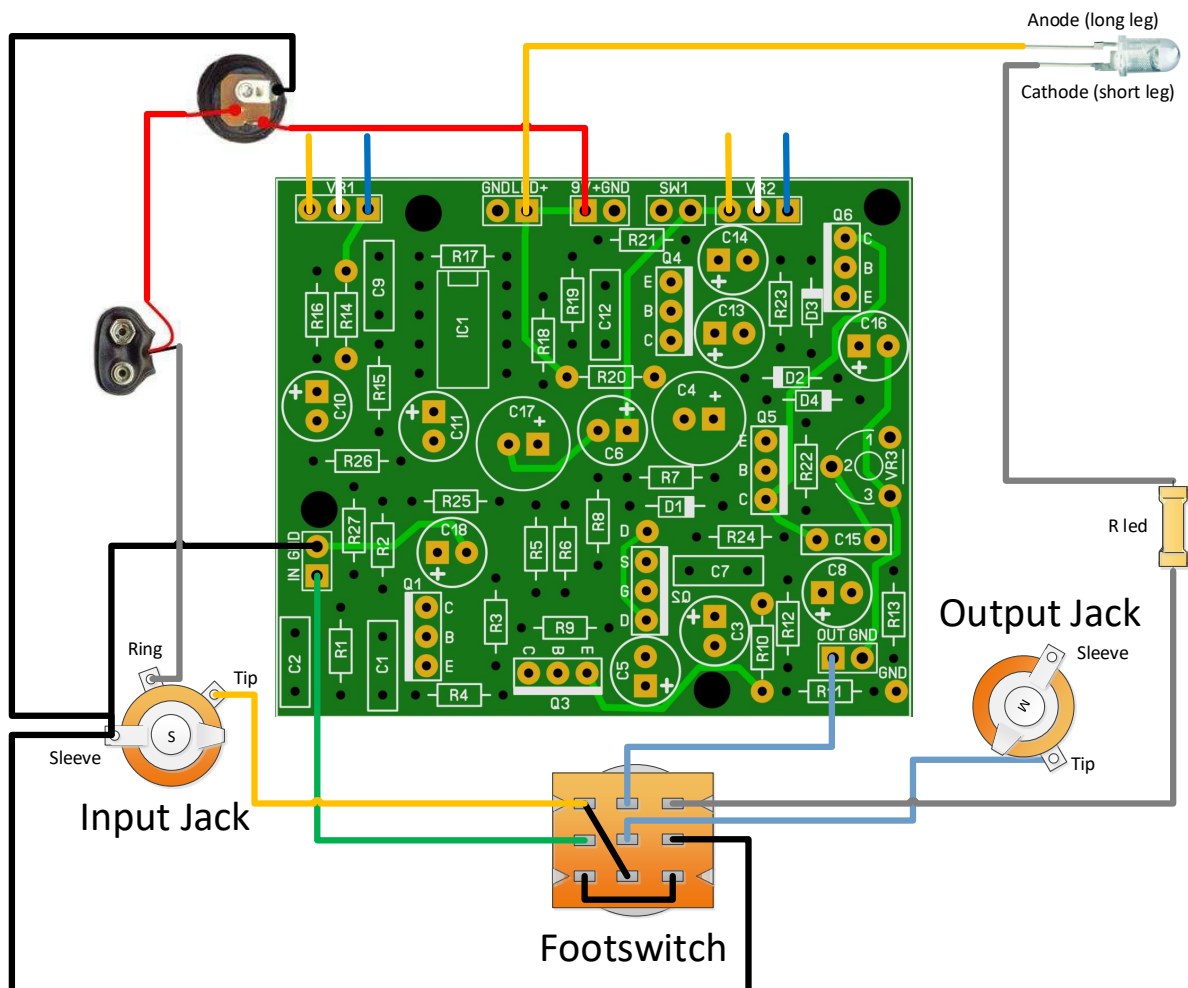 Anode (long leg)
Cathode (short leg)
VR1
GND LED+
9V+ GND
SW1
VR2
Q6
C
B
E
R21
C14
+
R17
Q4
E
B
C
C9
R16
R14
IC1
R19
C12
R18
R23
D3
C13
+
C16
+
R15
R20
D2
D4
C4
+
+
C10
+
C11
C17
+
+
C6
Q5
E
B
C
1
2
3
VR3
R22
R26
R7
R25
D1
R8
R27
R2
C18
+
R5
R6
D
S
G
D
Q2
R24
C15
C7
IN GND
C8
+
R13
Q1
C
B
E
R3
R9
+
C3
R12
R10
OUT GND
R1
C2
C1
R4
C B E
Q3
C5
+
R11
GND
R led
Output Jack
Sleeve
M
Tip
Ring
Tip
Sleeve
S
Input Jack
Footswitch